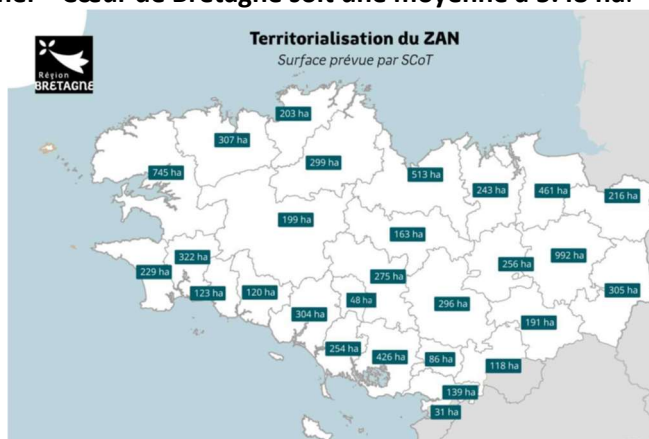 Cœur de Bretagne soit une moyenne à
Territorialisation du ZAN
Surface prévue par SCoT
Région
BRETAGNE
203 ha
307 ha
299 ha
745 ha
513 ha
243 ha
461 ha
216 ha
199 ha
163 ha
322 ha
256 ha
992 ha
229 ha
275 ha
123 ha
120 ha
48 ha
296 ha
305 ha
304 ha
191 ha
254 ha
426 ha
86 ha
118 ha
139 ha
31 ha